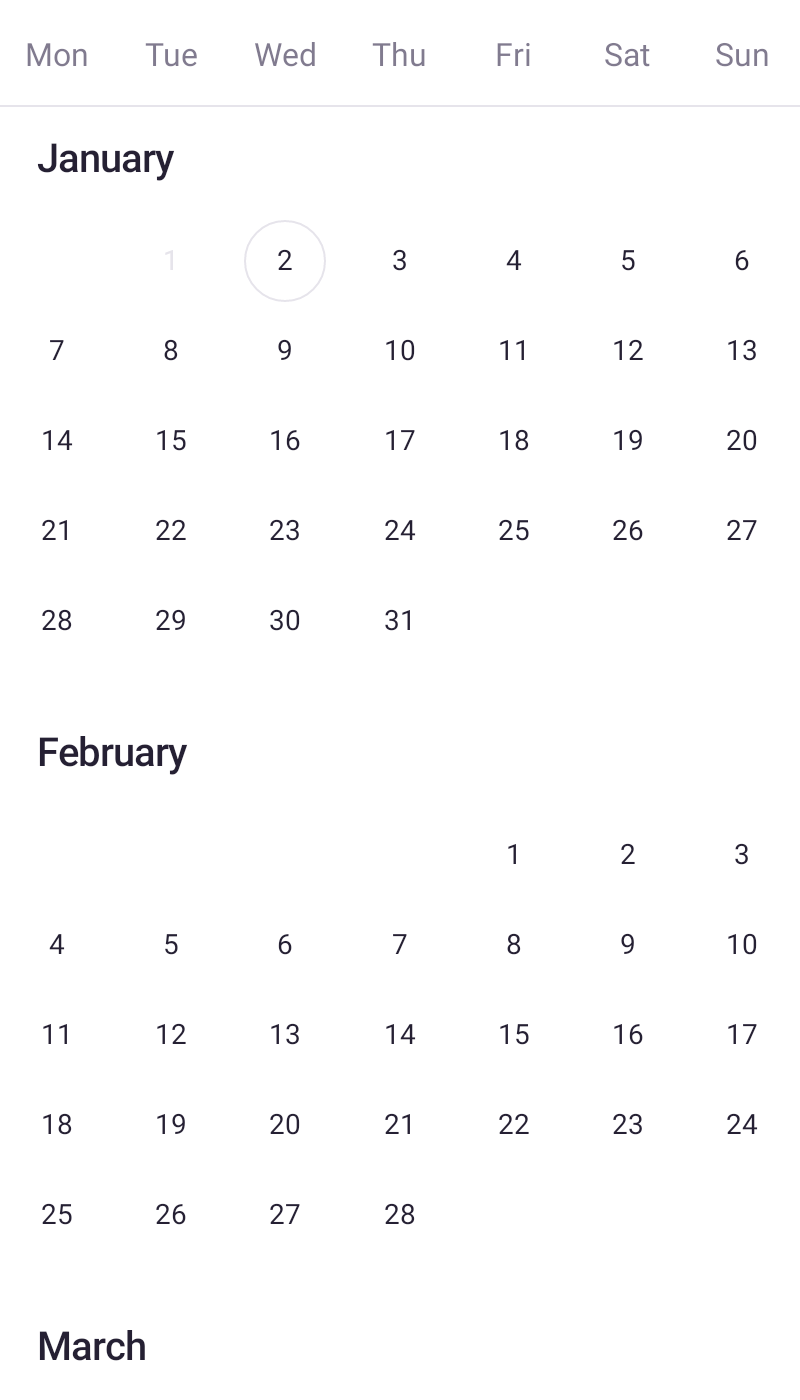 Mon Tue Wed Thu Fri Sat Sun
January
1 2 3 4 5 6
7 8 9 10 11 12 13
14 15 16 17 18 19 20
21 22 23 24 25 26 27
28 29 30 31
February
1 2 3
4 5 6 7 8 9 10
11 12 13 14 15 16 17
18 19 20 21 22 23 24
25 26 27 28
March